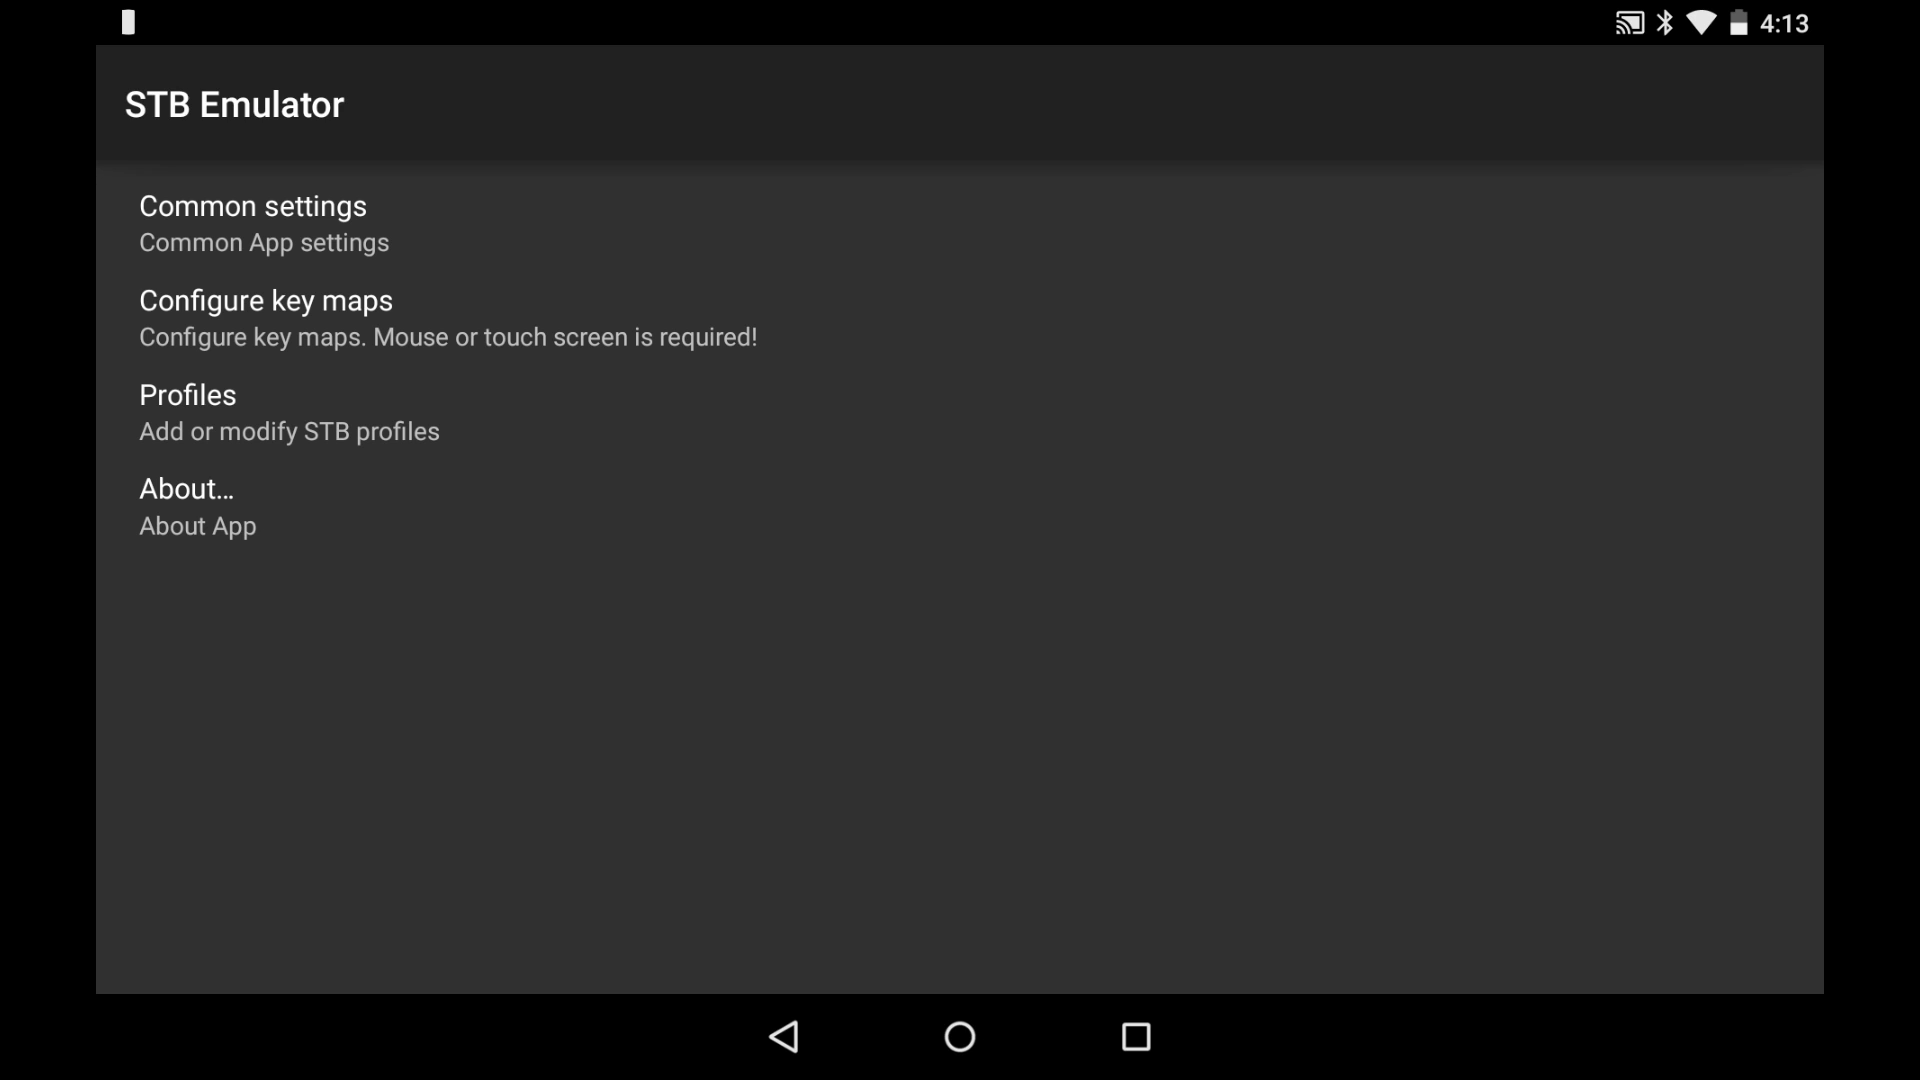 4:13
STB Emulator
Common settings
Common App settings
Configure key maps
Configure key maps. Mouse or touch screen is required!
Profiles
Add or modify STB profiles
About...
About App